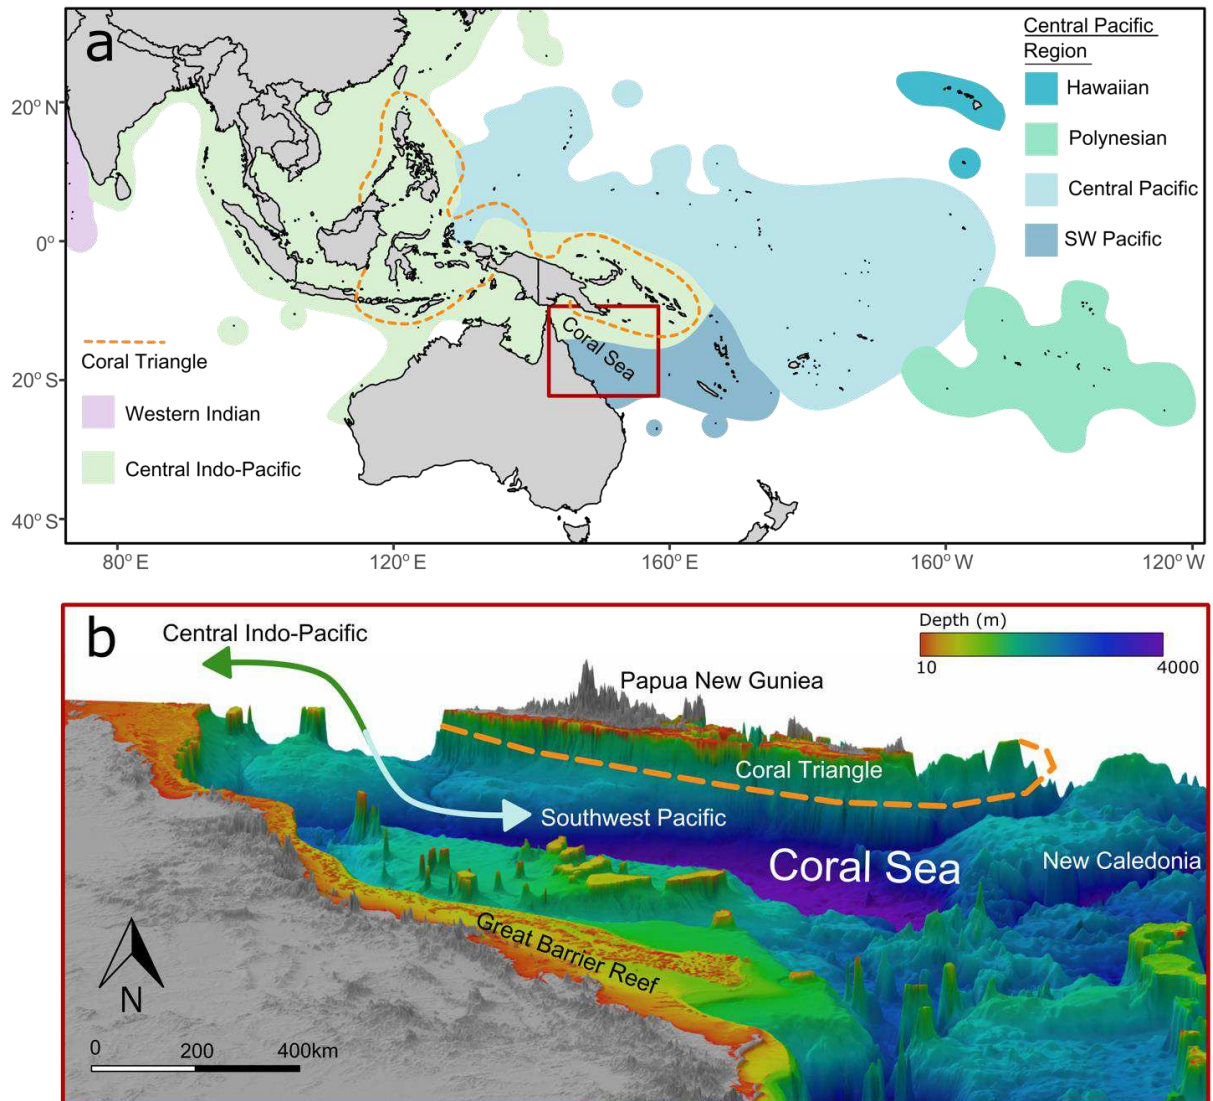 a
Central Pacific
Region
Hawaiian
Polynesian
Central Pacific
SW Pacific
20° N
0°
20° S
40° S
Coral Sea
Coral Triangle
Western Indian
Central Indo-Pacific
80° E
120° E
160° E
160° W
120° W
b
Central Indo-Pacific
Depth (m)
10
4000
Papua New Guniea
Coral Triangle
Southwest Pacific
Coral Sea
New Caledonia
Great Barrier Reef
N
0
200
400km